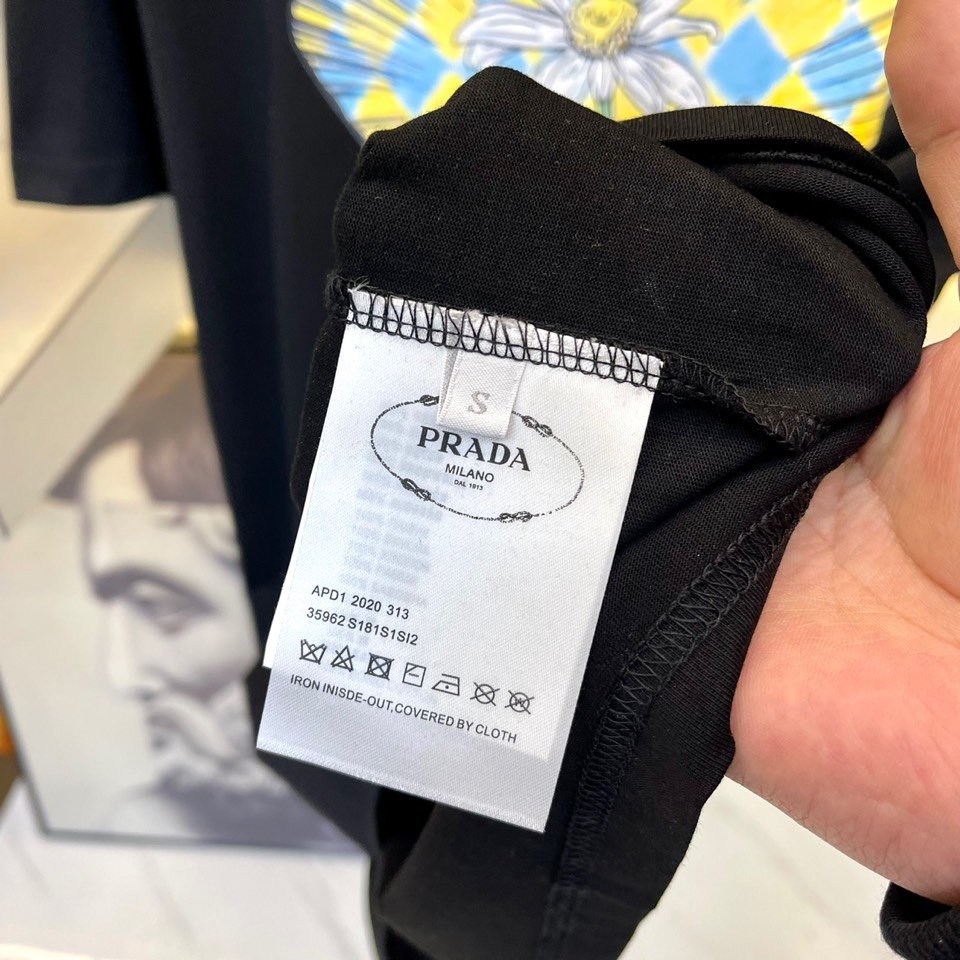 S
PRADA
MILANO
DAL 1913
APD1 2020 313
35962 S181S1SI2
IRON INISDE-OUT,COVERED BY CLOTH